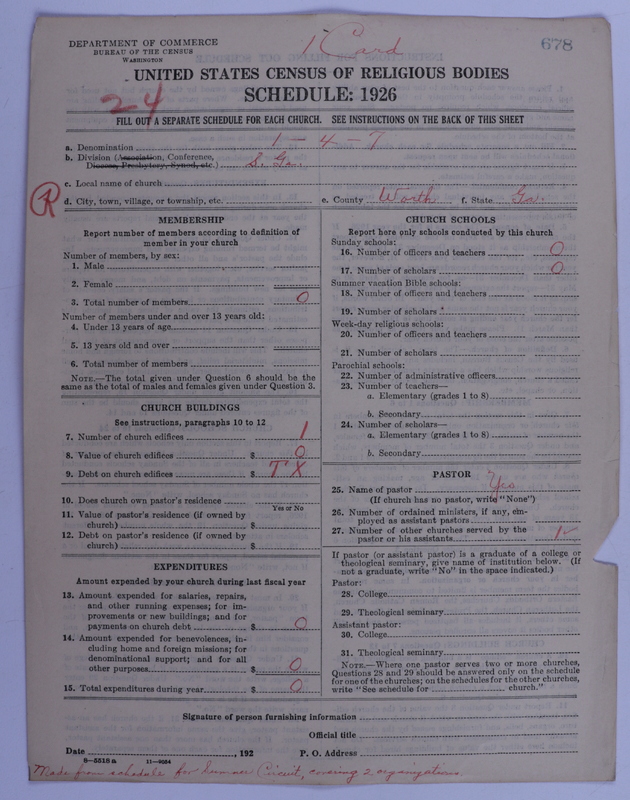 DEPARTMENT OF COMMERCE
BUREAU OF THE CENSUS
WASHINGTON
1 Card
678
UNITED STATES CENSUS OF RELIGIOUS BODIES
24
SCHEDULE: 1926
FILL OUT A SEPARATE SCHEDULE FOR EACH CHURCH. SEE INSTRUCTIONS ON THE BACK OF THIS SHEET
a. Denomination 1-4-7
b. Division (Association, Conference,
Diocese, Presbytery, Synod, etc.) S. Ga.
c. Local name of church
R
d. City, town, village, or township, etc. e. County Worth f. State Ga.
MEMBERSHIP
Report number of members according to definition of
member in your church
Number of members, by sex:
1. Male
2. Female
3. Total number of members 0
Number of members under and over 13 years old:
4. Under 13 years of age
5. 13 years old and over
6. Total number of members
NOTE.—The total given under Question 6 should be the
same as the total of males and females given under Question 3.
CHURCH BUILDINGS
See instructions, paragraphs 10 to 12
7. Number of church edifices 1
8. Value of church edifices $ 0
9. Debt on church edifices $ TX
10. Does church own pastor's residence
Yes or No
11. Value of pastor's residence (if owned by
church) $
12. Debt on pastor's residence (if owned by
church) $
EXPENDITURES
Amount expended by your church during last fiscal year
13. Amount expended for salaries, repairs,
and other running expenses; for im-
provements or new buildings; and for
payments on church debt $ 0
14. Amount expended for benevolences, in-
cluding home and foreign missions; for
denominational support; and for all
other purposes $ 0
15. Total expenditures during year $ 0
CHURCH SCHOOLS
Report here only schools conducted by this church
Sunday schools:
16. Number of officers and teachers 0
17. Number of scholars 0
Summer vacation Bible schools:
18. Number of officers and teachers
19. Number of scholars
Week-day religious schools:
20. Number of officers and teachers
21. Number of scholars
Parochial schools:
22. Number of administrative officers
23. Number of teachers—
a. Elementary (grades 1 to 8)
b. Secondary
24. Number of scholars—
a. Elementary (grades 1 to 8)
b. Secondary
PASTOR
25. Name of pastor Yes
(If church has no pastor, write "None")
26. Number of ordained ministers, if any, em-
ployed as assistant pastors
27. Number of other churches served by the
pastor or his assistants 1
If pastor (or assistant pastor) is a graduate of a college or
theological seminary, give name of institution below. (If
not a graduate, write "No" in the space indicated.)
Pastor:
28. College
29. Theological seminary
Assistant pastor:
30. College
31. Theological seminary
NOTE.—Where one pastor serves two or more churches,
Questions 28 and 29 should be answered only on the schedule
for one of the churches; on the schedules for the other churches,
write "See schedule for church."
Signature of person furnishing information
Official title
Date , 192 P. O. Address
8-5518 a 11-9064
Made from schedule for Sumner Circuit, covering 2 organizations.